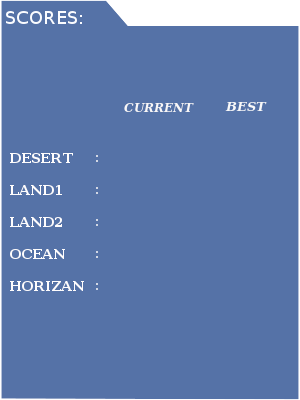 SCORES:
CURRENT BEST
DESERT :
LAND1 :
LAND2 :
OCEAN :
HORIZAN :